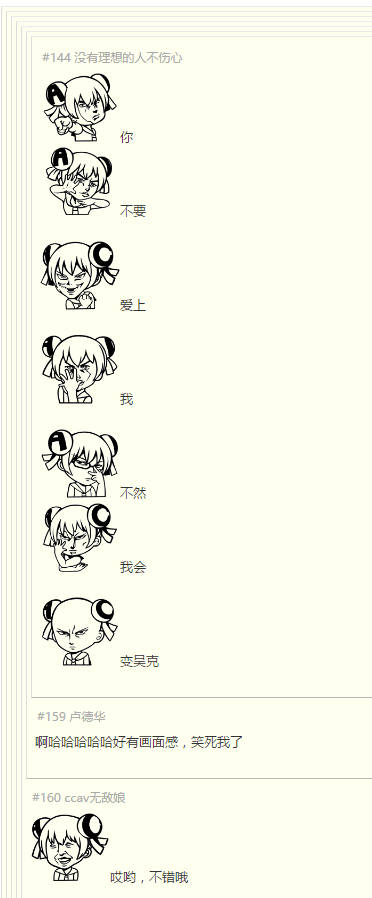 #144 没有理想的人不伤心
你
不要
爱上
我
不然
我会
变昊克
#159 卢德华
啊哈哈哈哈哈好有画面感，笑死我了
#160 ccav无敌娘
哎哟，不错哦